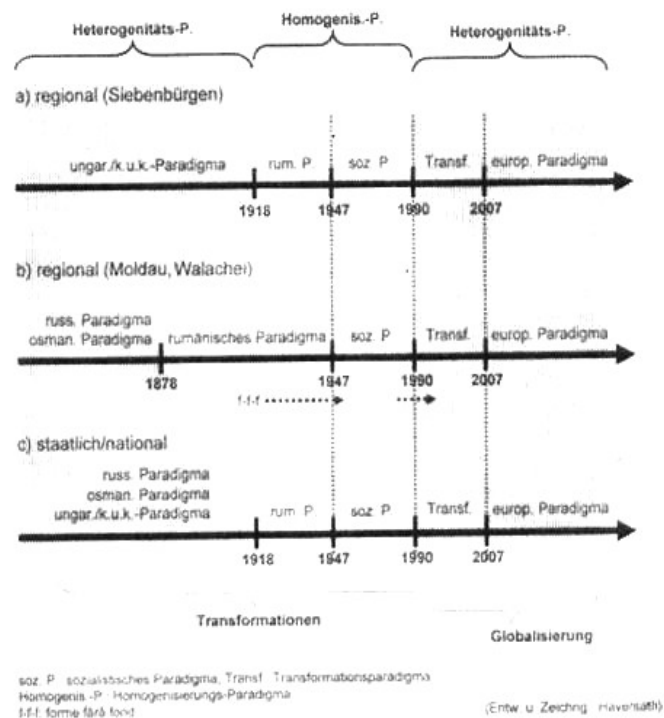 Heterogenitäts-P. Homogenis.-P. Heterogenitäts-P.
a) regional (Siebenbürgen)
ungar./k.u.k.-Paradigma rum. P. soz. P Transf. europ. Paradigma
1918 1947 1990 2007
b) regional (Moldau, Walachei)
russ. Paradigma
osman. Paradigma rumänisches Paradigma soz. P Transf. europ. Paradigma
1878 1947 1990 2007
f-f-f
c) staatlich/national
russ. Paradigma
osman. Paradigma
ungar./k.u.k.-Paradigma rum. P. soz. P Transf. europ. Paradigma
1918 1947 1990 2007
Transformationen
Globalisierung
soz. P. sozialistisches Paradigma, Transf. Transformationsparadigma
Homogenis.-P. Homogenisierungs-Paradigma
f-f-f: forme fără fond (Entw. u. Zeichng. Haversath)